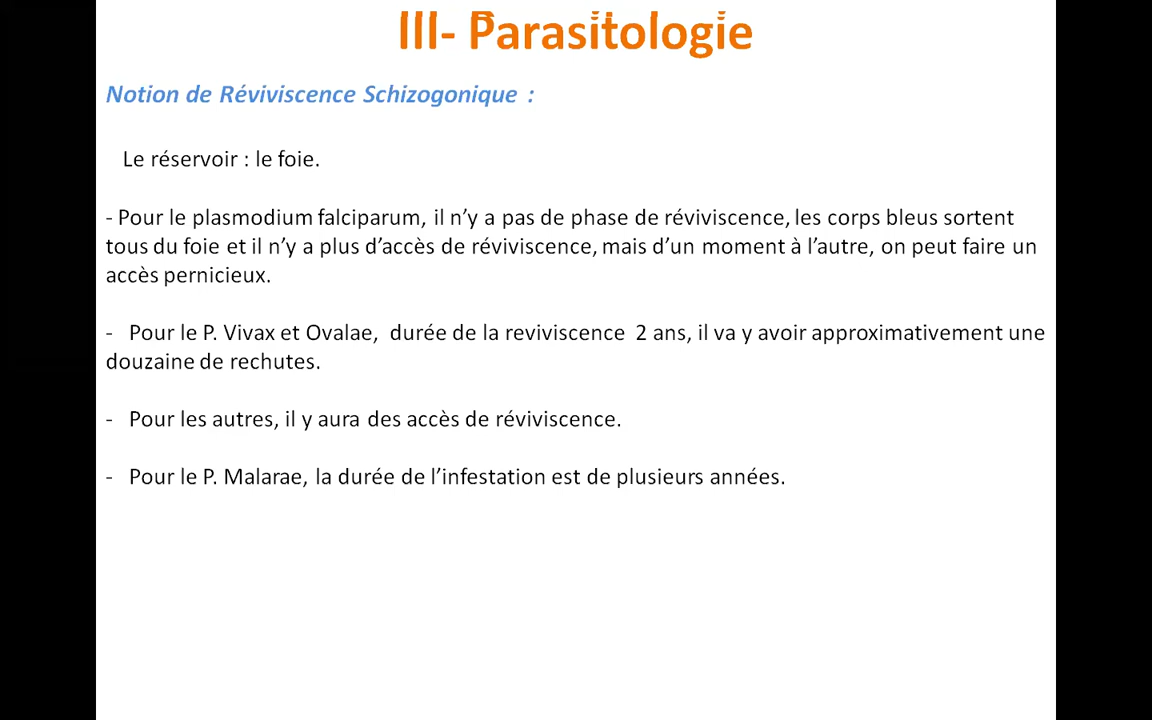 III- Parasitologie
Notion de Réviviscence Schizogonique :
Le réservoir : le foie.
- Pour le plasmodium falciparum, il n’y a pas de phase de réviviscence, les corps bleus sortent
tous du foie et il n’y a plus d’accès de réviviscence, mais d’un moment à l’autre, on peut faire un
accès pernicieux.
- Pour le P. Vivax et Ovalae, durée de la reviviscence 2 ans, il va y avoir approximativement une
douzaine de rechutes.
- Pour les autres, il y aura des accès de réviviscence.
- Pour le P. Malarae, la durée de l’infestation est de plusieurs années.